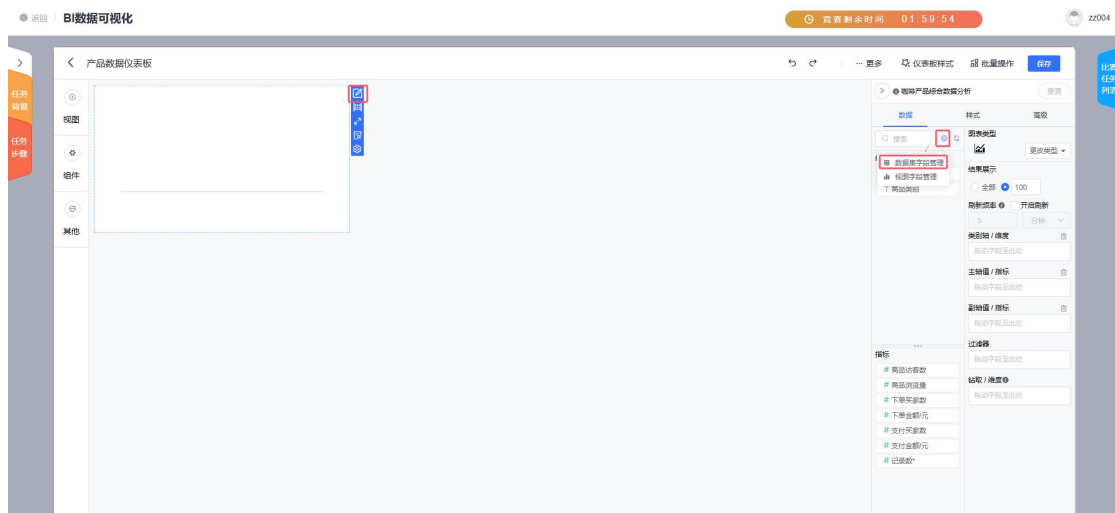 返回 BI数据可视化 竞赛剩余时间 01:59:54 zz004
产品数据仪表板 ··· 更多 仪表板样式 批量操作 保存
任务
背景
任务
步骤
比赛
任务
列表
视图
组件
其他
咖啡产品综合数据分析 重置
数据 样式 高级
搜索
数据集字段管理
视图字段管理
T 商品类别
图表类型
更改类型
结果展示
全部 100
刷新频率 开启刷新
5 分钟
类别轴 / 维度
拖动字段至此处
主轴值 / 指标
拖动字段至此处
副轴值 / 指标
拖动字段至此处
过滤器
拖动字段至此处
钻取 / 维度
拖动字段至此处
指标
# 商品访客数
# 商品浏览量
# 下单买家数
# 下单金额/元
# 支付买家数
# 支付金额/元
# 记录数*